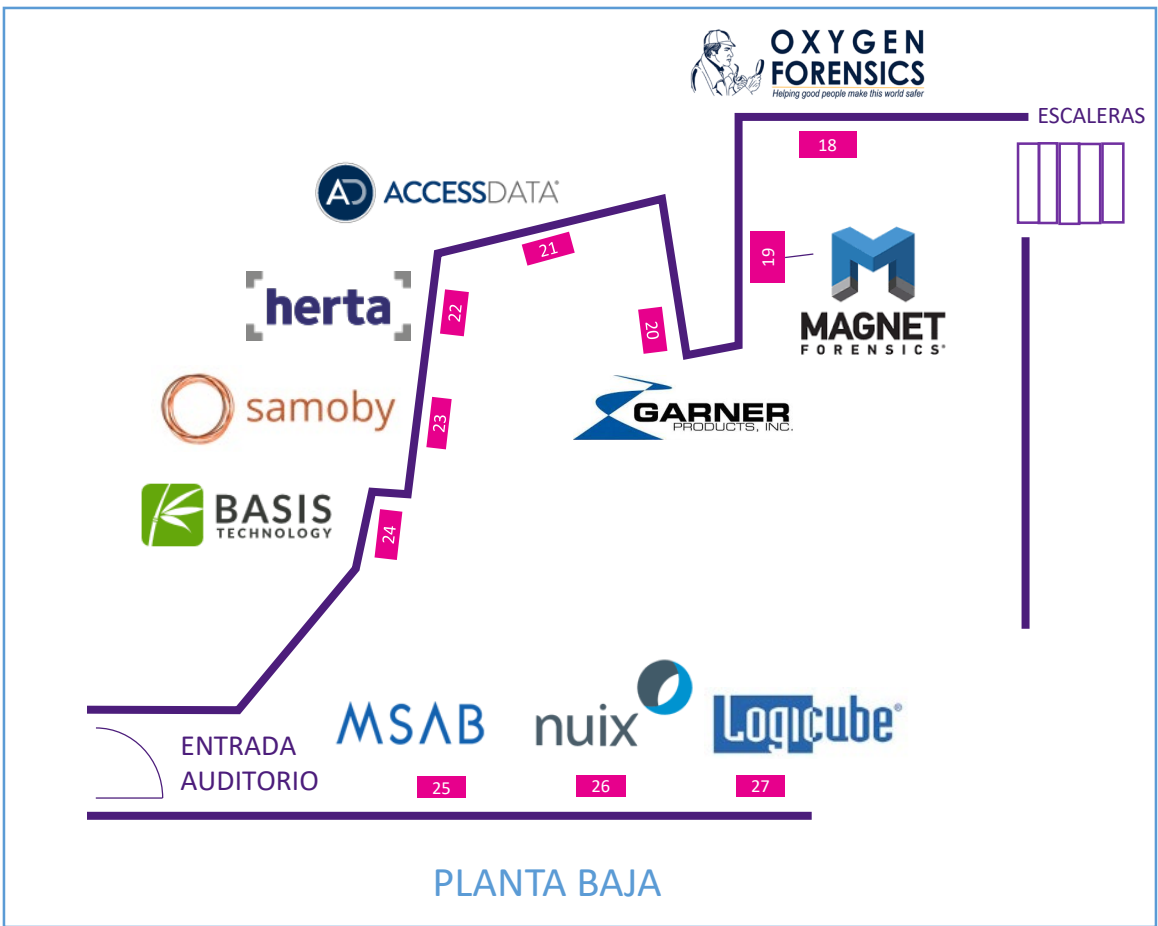 OXYGEN
FORENSICS
Helping good people make this world safer
ESCALERAS
18
AD ACCESSDATA®
21
19
herta
22
20
MAGNET
FORENSICS®
samoby
23
GARNER
PRODUCTS, INC.
BASIS
TECHNOLOGY
24
MSAB
nuix
Logicube®
ENTRADA
AUDITORIO
25
26
27
PLANTA BAJA